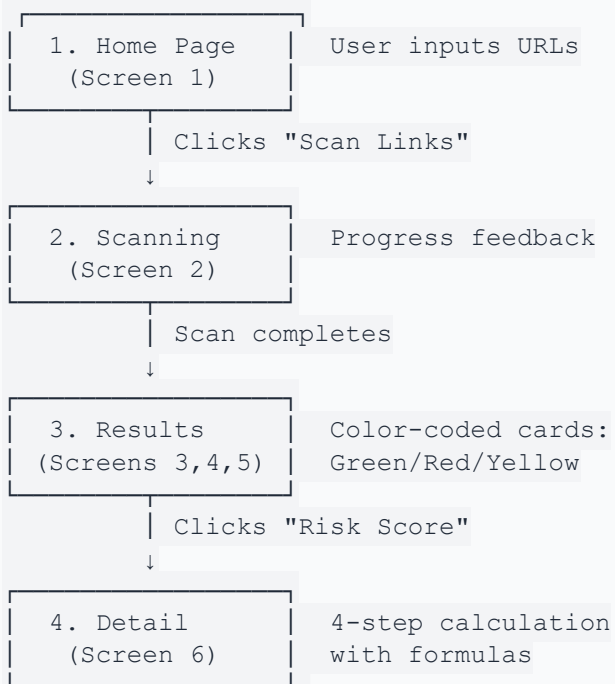 1. Home Page User inputs URLs
(Screen 1)
Clicks "Scan Links"
↓
2. Scanning Progress feedback
(Screen 2)
Scan completes
↓
3. Results Color-coded cards:
(Screens 3,4,5) Green/Red/Yellow
Clicks "Risk Score"
↓
4. Detail 4-step calculation
(Screen 6) with formulas